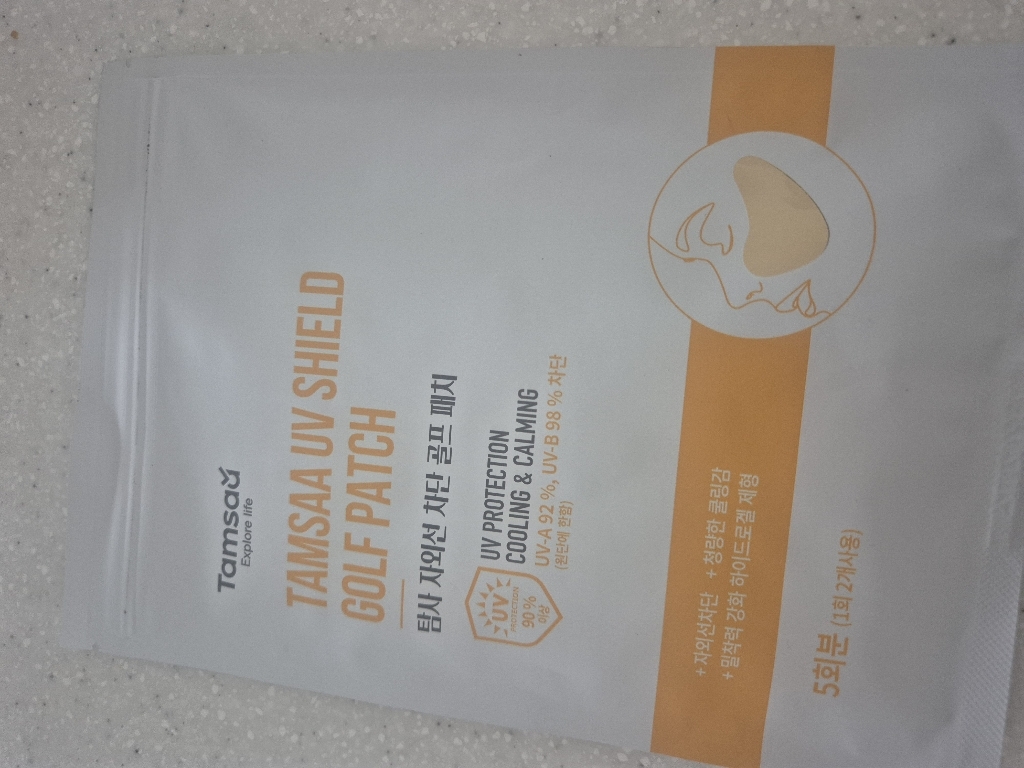 Tamsaa
Explore life
TAMSAA UV SHIELD
GOLF PATCH
탐사 자외선 차단 골프 패치
UV
PROTECTION
90%
이상
UV PROTECTION
COOLING & CALMING
UV-A 92 %, UV-B 98 % 차단
(원단에 한함)
+ 자외선차단 + 청량한 쿨링감
+ 밀착력 강화 하이드로겔 제형
5회분 (1회 2개사용)